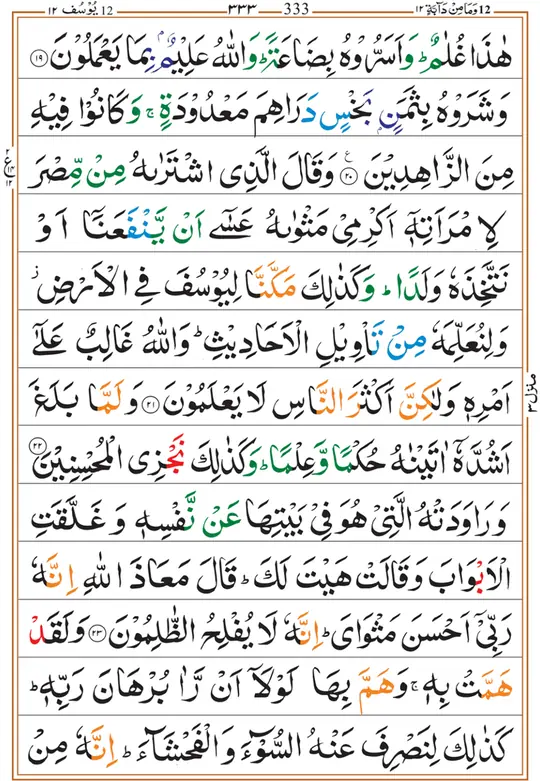 12 وَمَا مِنْ دَآبَّةٍ ١٢ ٣٣٣ 333 12 يُوْسُف ١٢
هٰذَا غُلٰمٌ ؕ وَاَسَرُّوْهُ بِضَاعَةً ؕ وَاللّٰهُ عَلِيْمٌۢ بِمَا يَعْمَلُوْنَ ﴿١٩﴾
وَشَرَوْهُ بِثَمَنٍۭ بَخْسٍ دَرَاهِمَ مَعْدُوْدَةٍ ۚ وَكَانُوْا فِيْهِ
مِنَ الزَّاهِدِيْنَ ﴿٢٠﴾ وَقَالَ الَّذِى اشْتَرٰىهُ مِنْ مِّصْرَ
لِامْرَاَتِهٖۤ اَكْرِمِىْ مَثْوٰىهُ عَسٰٓى اَنْ يَّنْفَعَنَاۤ اَوْ
نَتَّخِذَهٗ وَلَدًا ؕ وَكَذٰلِكَ مَكَّنَّا لِيُوْسُفَ فِى الْاَرْضِ ز
وَلِنُعَلِّمَهٗ مِنْ تَاْوِيْلِ الْاَحَادِيْثِ ؕ وَاللّٰهُ غَالِبٌ عَلٰٓى
اَمْرِهٖ وَلٰكِنَّ اَكْثَرَ النَّاسِ لَا يَعْلَمُوْنَ ﴿٢١﴾ وَلَمَّا بَلَغَ
اَشُدَّهٗۤ اٰتَيْنٰهُ حُكْمًا وَّعِلْمًا ؕ وَكَذٰلِكَ نَجْزِى الْمُحْسِنِيْنَ ﴿٢٢﴾
وَرَاوَدَتْهُ الَّتِىْ هُوَ فِىْ بَيْتِهَا عَنْ نَّفْسِهٖ وَغَلَّقَتِ
الْاَبْوَابَ وَقَالَتْ هَيْتَ لَكَ ؕ قَالَ مَعَاذَ اللّٰهِ اِنَّهٗ
رَبِّىْۤ اَحْسَنَ مَثْوَاىَ ؕ اِنَّهٗ لَا يُفْلِحُ الظّٰلِمُوْنَ ﴿٢٣﴾ وَلَقَدْ
هَمَّتْ بِهٖ ۚ وَهَمَّ بِهَا لَوْلَاۤ اَنْ رَّاٰ بُرْهَانَ رَبِّهٖ ؕ
كَذٰلِكَ لِنَصْرِفَ عَنْهُ السُّوْٓءَ وَالْفَحْشَآءَ ؕ اِنَّهٗ مِنْ
منزل ٣